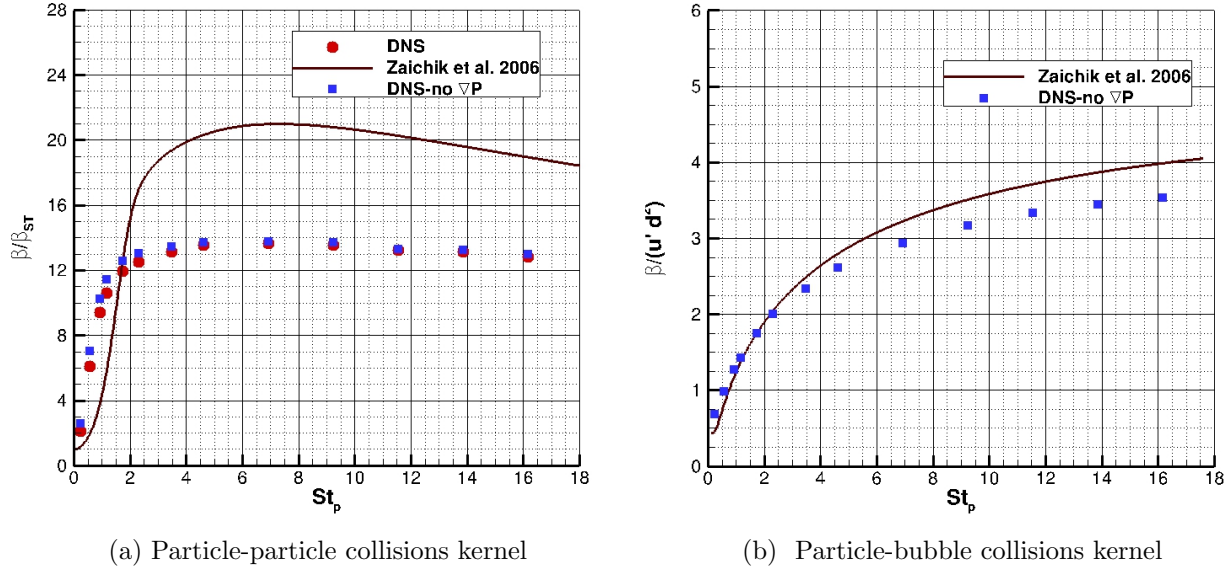 28
24
20
16
12
8
4
0
β/β_ST
DNS
Zaichik et al. 2006
DNS-no ∇P
0 2 4 6 8 10 12 14 16 18
St_p
(a) Particle-particle collisions kernel
6
5
4
3
2
1
0
β/(u' d²)
Zaichik et al. 2006
DNS-no ∇P
0 2 4 6 8 10 12 14 16 18
St_p
(b) Particle-bubble collisions kernel